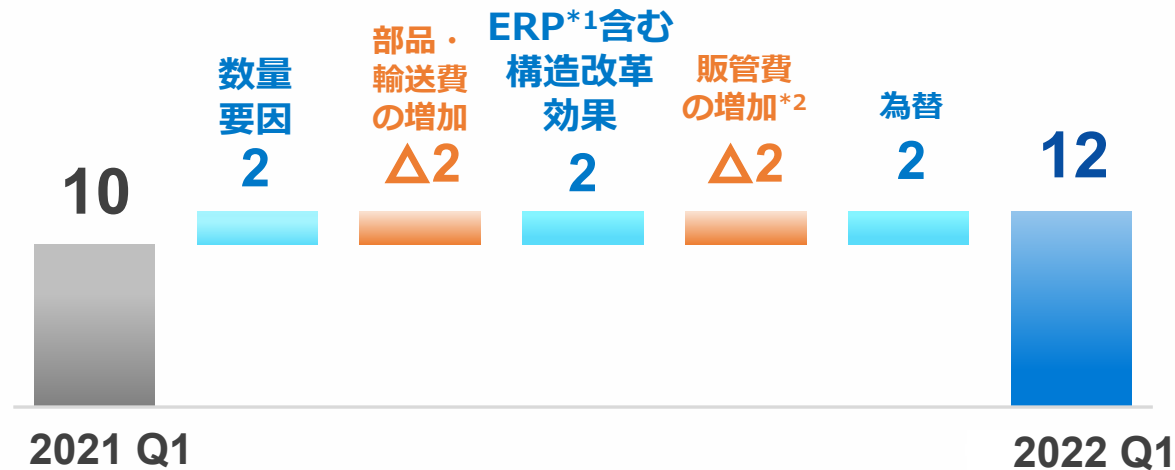 10
数量
要因
2
部品・
輸送費
の増加
△2
ERP*1含む
構造改革
効果
2
販管費
の増加*2
△2
為替
2
12
2021 Q1
2022 Q1